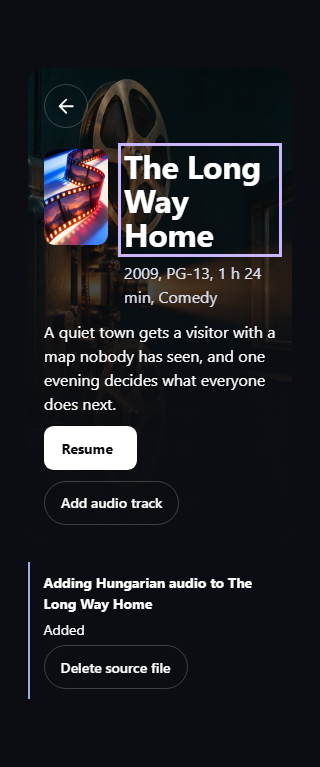 The Long
Way
Home
2009, PG-13, 1 h 24
min, Comedy
A quiet town gets a visitor with a
map nobody has seen, and one
evening decides what everyone
does next.
Resume
Add audio track
Adding Hungarian audio to The
Long Way Home
Added
Delete source file